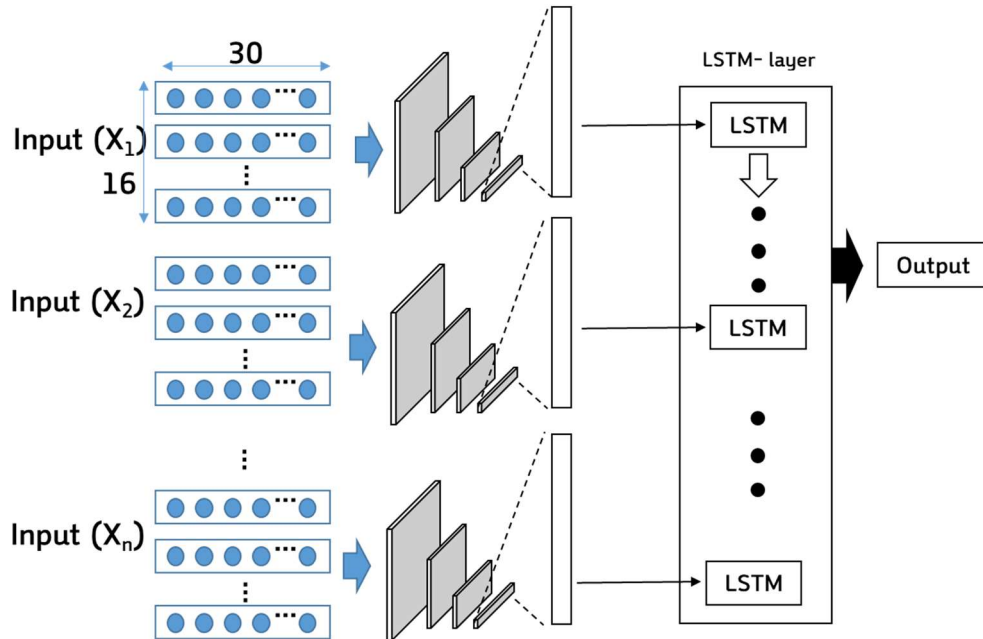 30
LSTM- layer
Input (X₁)
16
LSTM
Input (X₂)
LSTM
Output
Input (Xₙ)
LSTM